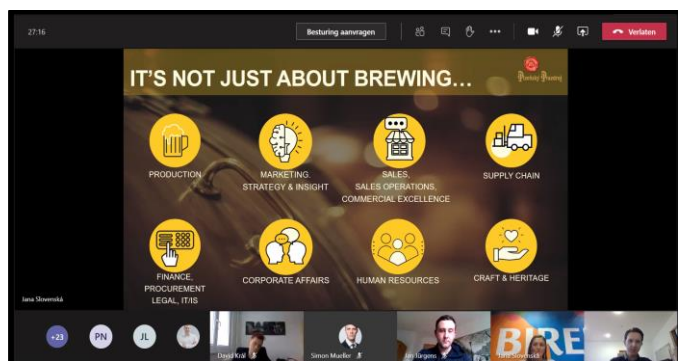 27:16
Besturing aanvragen
Verlaten
IT'S NOT JUST ABOUT BREWING...
PRODUCTION
MARKETING.
STRATEGY & INSIGHT
SALES,
SALES OPERATIONS,
COMMERCIAL EXCELLENCE
SUPPLY CHAIN
FINANCE,
PROCUREMENT
LEGAL, IT/IS
CORPORATE AFFAIRS
HUMAN RESOURCES
CRAFT & HERITAGE
Jana Slovenská
+23
PN
JL
David Král
Simon Mueller
Jürgens
BIRE